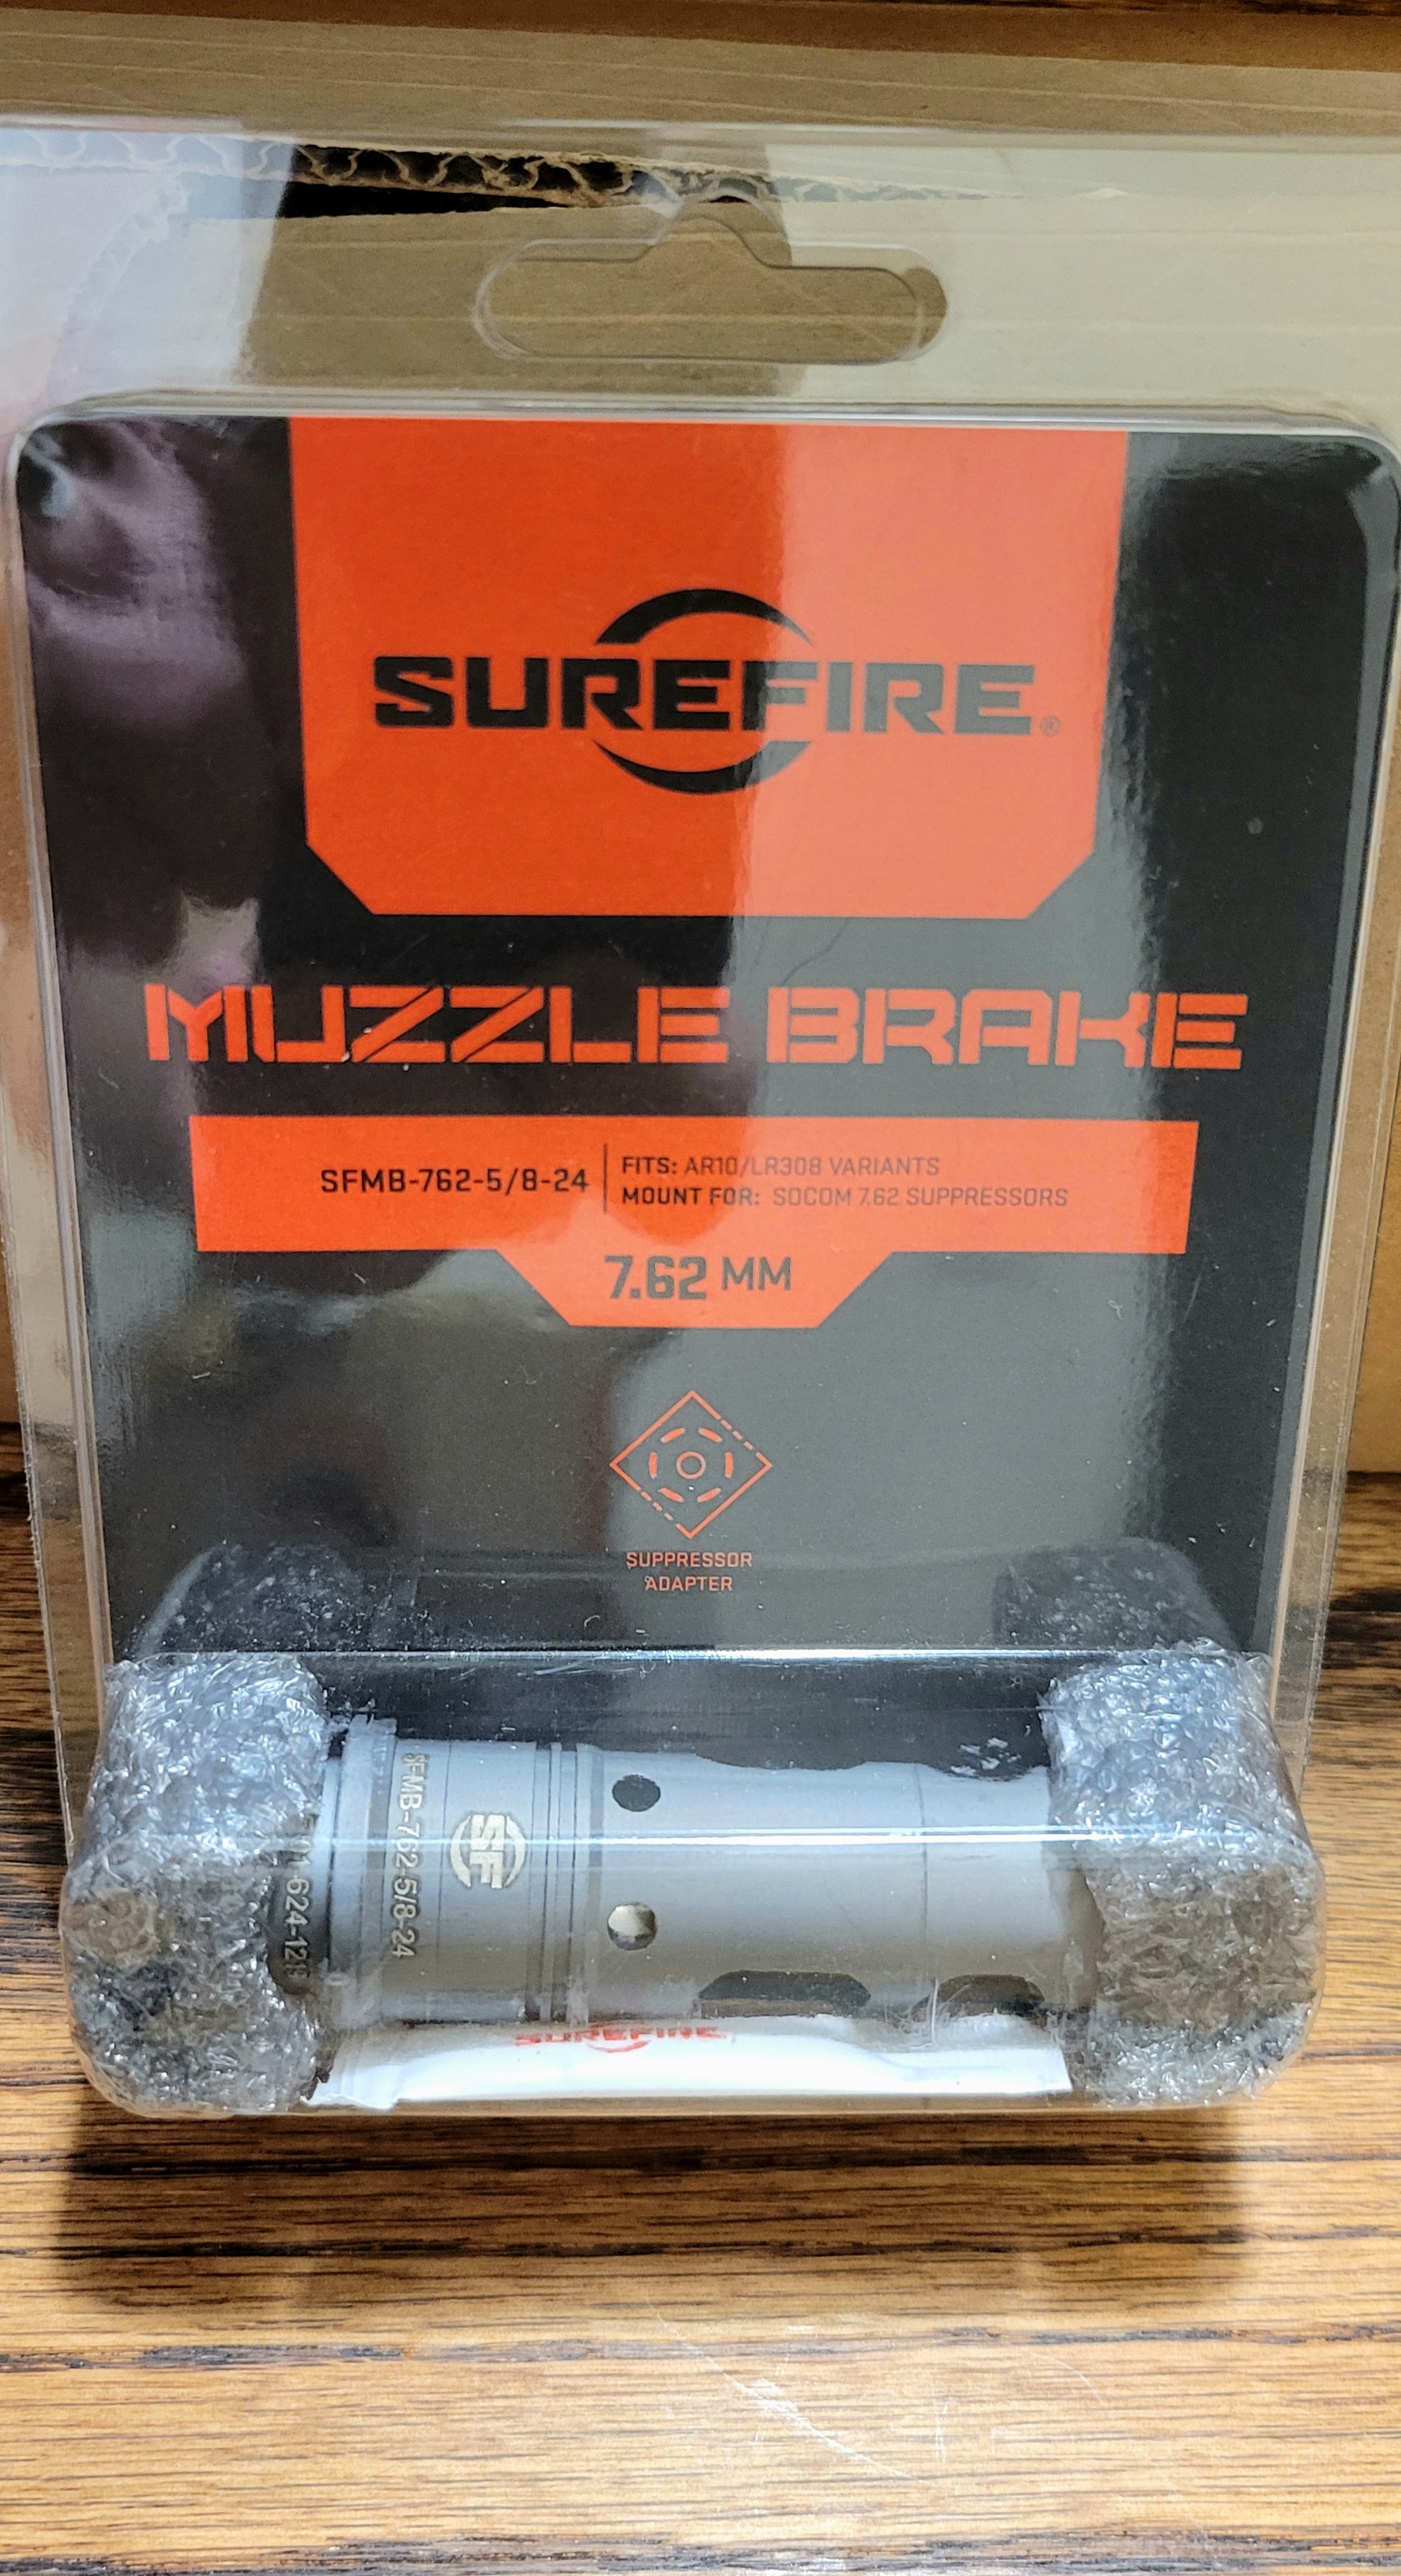 SUREFIRE®
MUZZLE BRAKE
SFMB-762-5/8-24
FITS: AR10/LR308 VARIANTS
MOUNT FOR: SOCOM 7.62 SUPPRESSORS
7.62 MM
SUPPRESSOR
ADAPTER
SFMB-762-5/8-24
SF
SUREFIRE